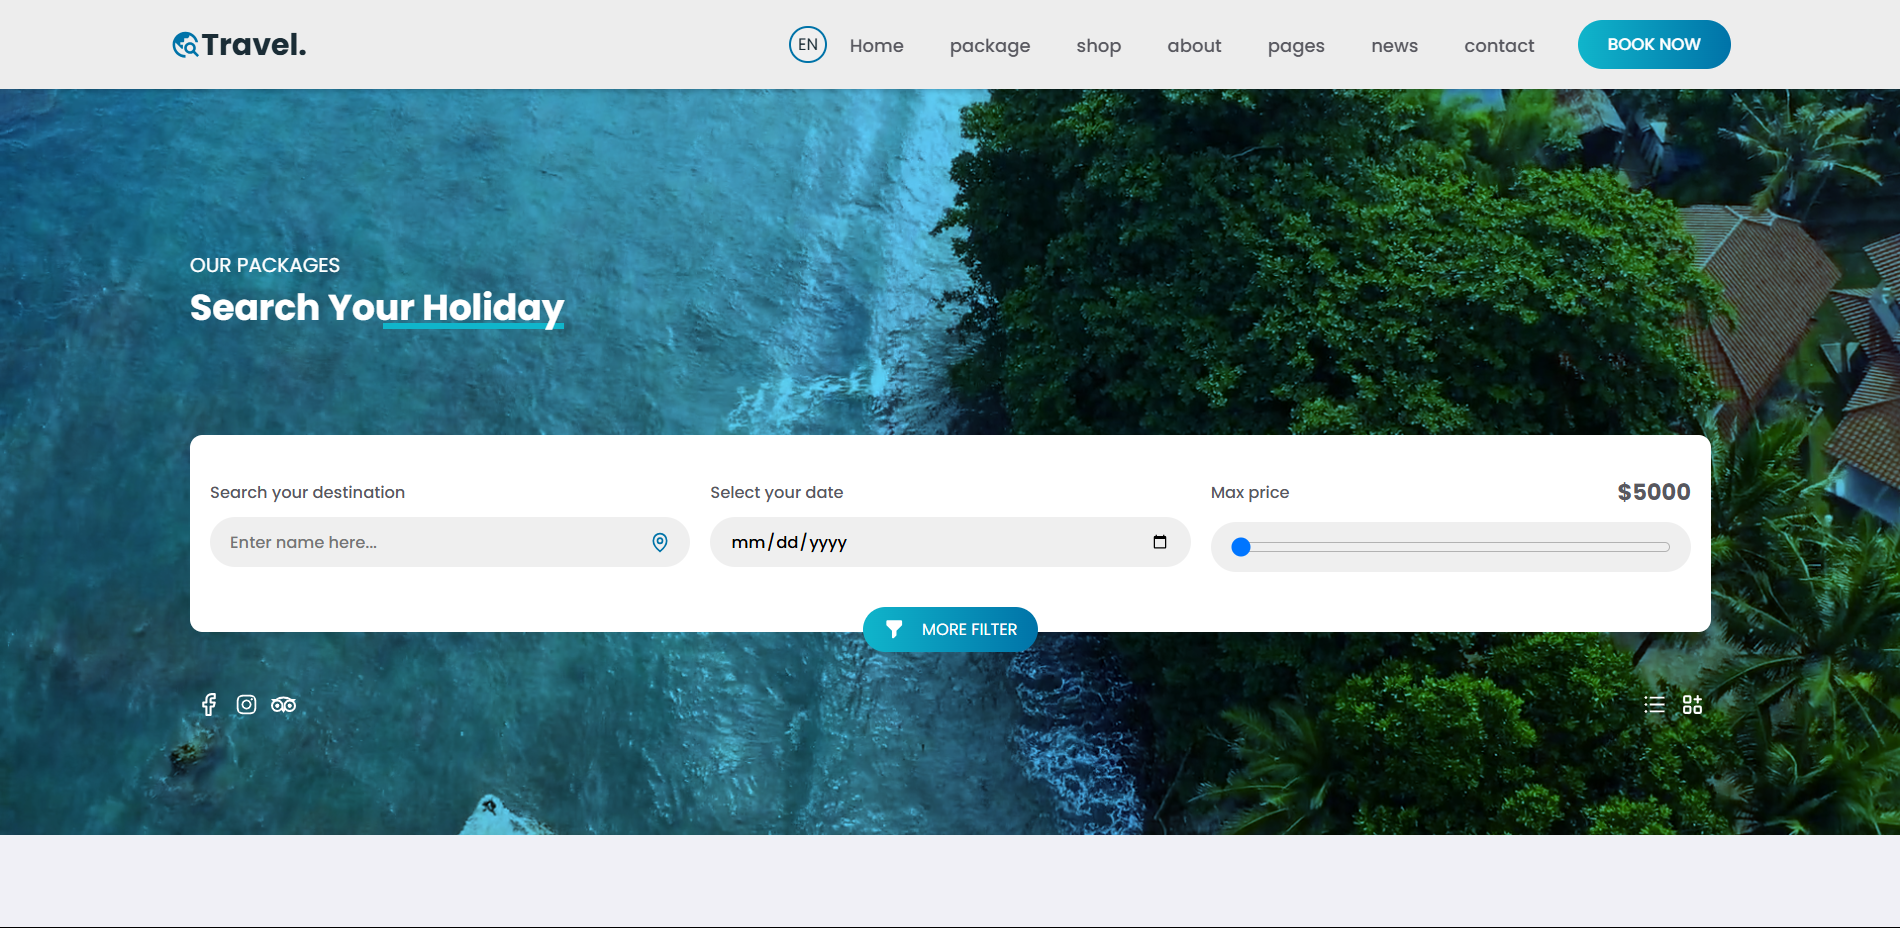 Travel.
EN
Home
package
shop
about
pages
news
contact
BOOK NOW
OUR PACKAGES
Search Your Holiday
Search your destination
Enter name here...
Select your date
mm/dd/yyyy
Max price
$5000
MORE FILTER